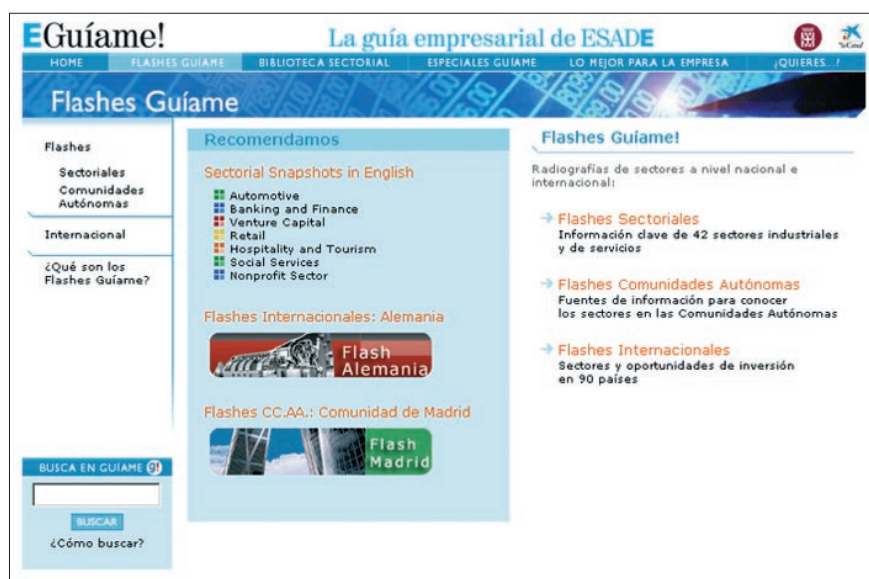 EGuíame!
La guía empresarial de ESADE
"la Caixa"
HOME
FLASHES GUÍAME
BIBLIOTECA SECTORIAL
ESPECIALES GUÍAME
LO MEJOR PARA LA EMPRESA
¿QUIERES...?
Flashes Guíame
Flashes
Sectoriales
Comunidades
Autónomas
Internacional
¿Qué son los
Flashes Guíame?
BUSCA EN GUÍAME g!
BUSCAR
¿Cómo buscar?
Recomendamos
Sectorial Snapshots in English
Automotive
Banking and Finance
Venture Capital
Retail
Hospitality and Tourism
Social Services
Nonprofit Sector
Flashes Internacionales: Alemania
Flash
Alemania
Flashes CC.AA.: Comunidad de Madrid
Flash
Madrid
Flashes Guíame!
Radiografías de sectores a nivel nacional e
internacional:
Flashes Sectoriales
Información clave de 42 sectores industriales
y de servicios
Flashes Comunidades Autónomas
Fuentes de información para conocer
los sectores en las Comunidades Autónomas
Flashes Internacionales
Sectores y oportunidades de inversión
en 90 países